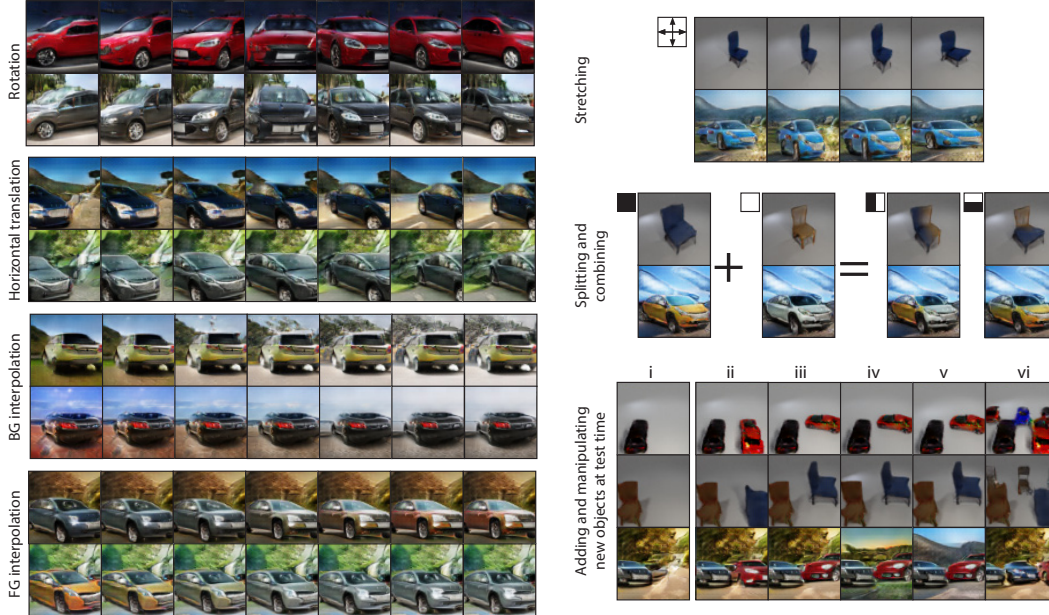 Rotation
Horizontal translation
BG interpolation
FG interpolation
Stretching
Splitting and
combining
+
=
i ii iii iv v vi
Adding and manipulating
new objects at test time